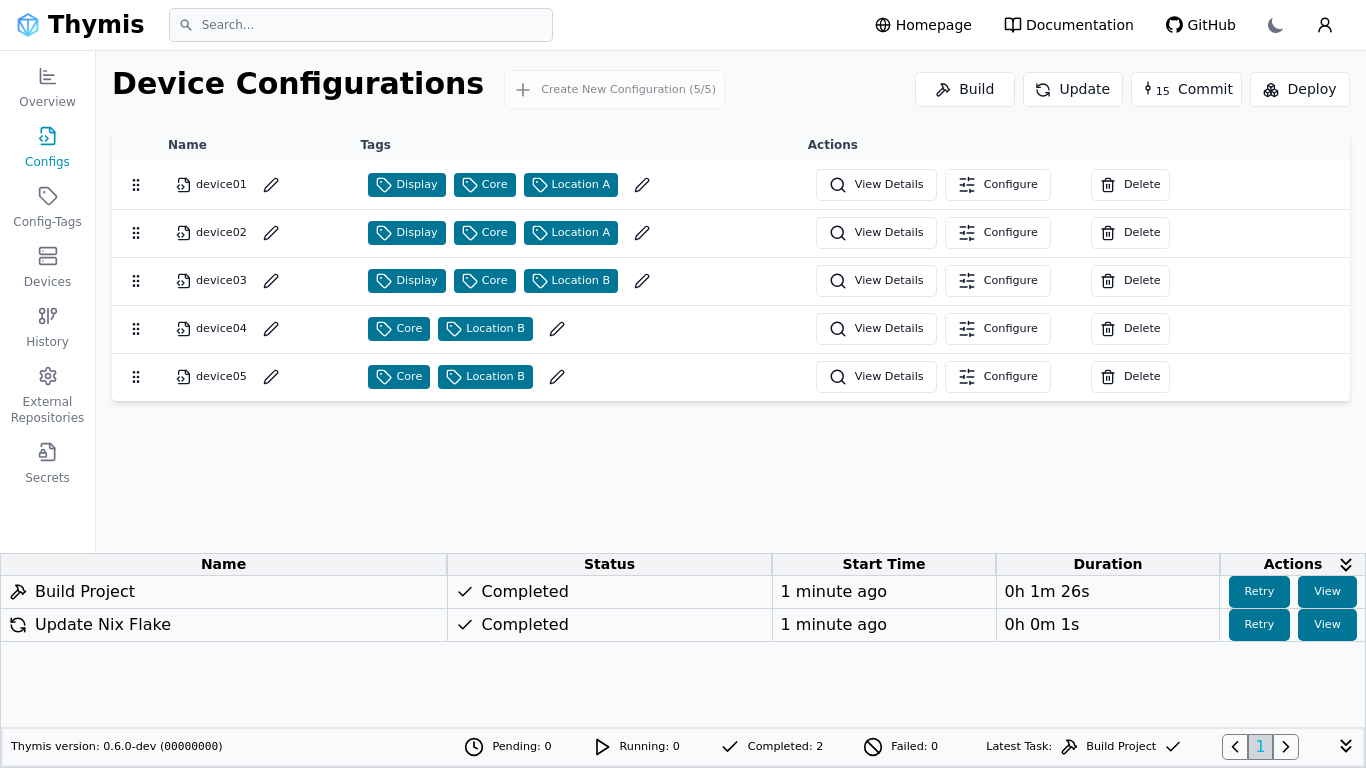 Thymis Search... Homepage Documentation GitHub
Overview
Configs
Config-Tags
Devices
History
External
Repositories
Secrets
Device Configurations Create New Configuration (5/5) Build Update 15 Commit Deploy
Name Tags Actions
device01 Display Core Location A View Details Configure Delete
device02 Display Core Location A View Details Configure Delete
device03 Display Core Location B View Details Configure Delete
device04 Core Location B View Details Configure Delete
device05 Core Location B View Details Configure Delete
Name Status Start Time Duration Actions
Build Project Completed 1 minute ago 0h 1m 26s Retry View
Update Nix Flake Completed 1 minute ago 0h 0m 1s Retry View
Thymis version: 0.6.0-dev (00000000) Pending: 0 Running: 0 Completed: 2 Failed: 0 Latest Task: Build Project 1